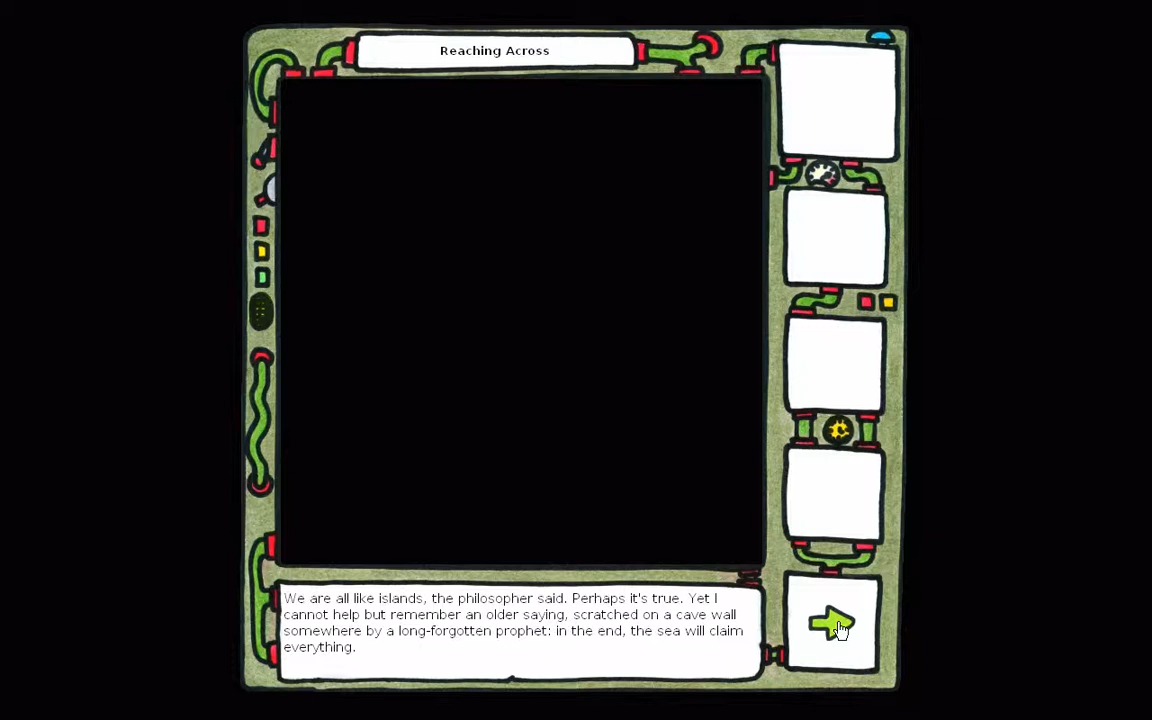 Reaching Across
We are all like islands, the philosopher said. Perhaps it's true. Yet I
cannot help but remember an older saying, scratched on a cave wall
somewhere by a long-forgotten prophet: in the end, the sea will claim
everything.